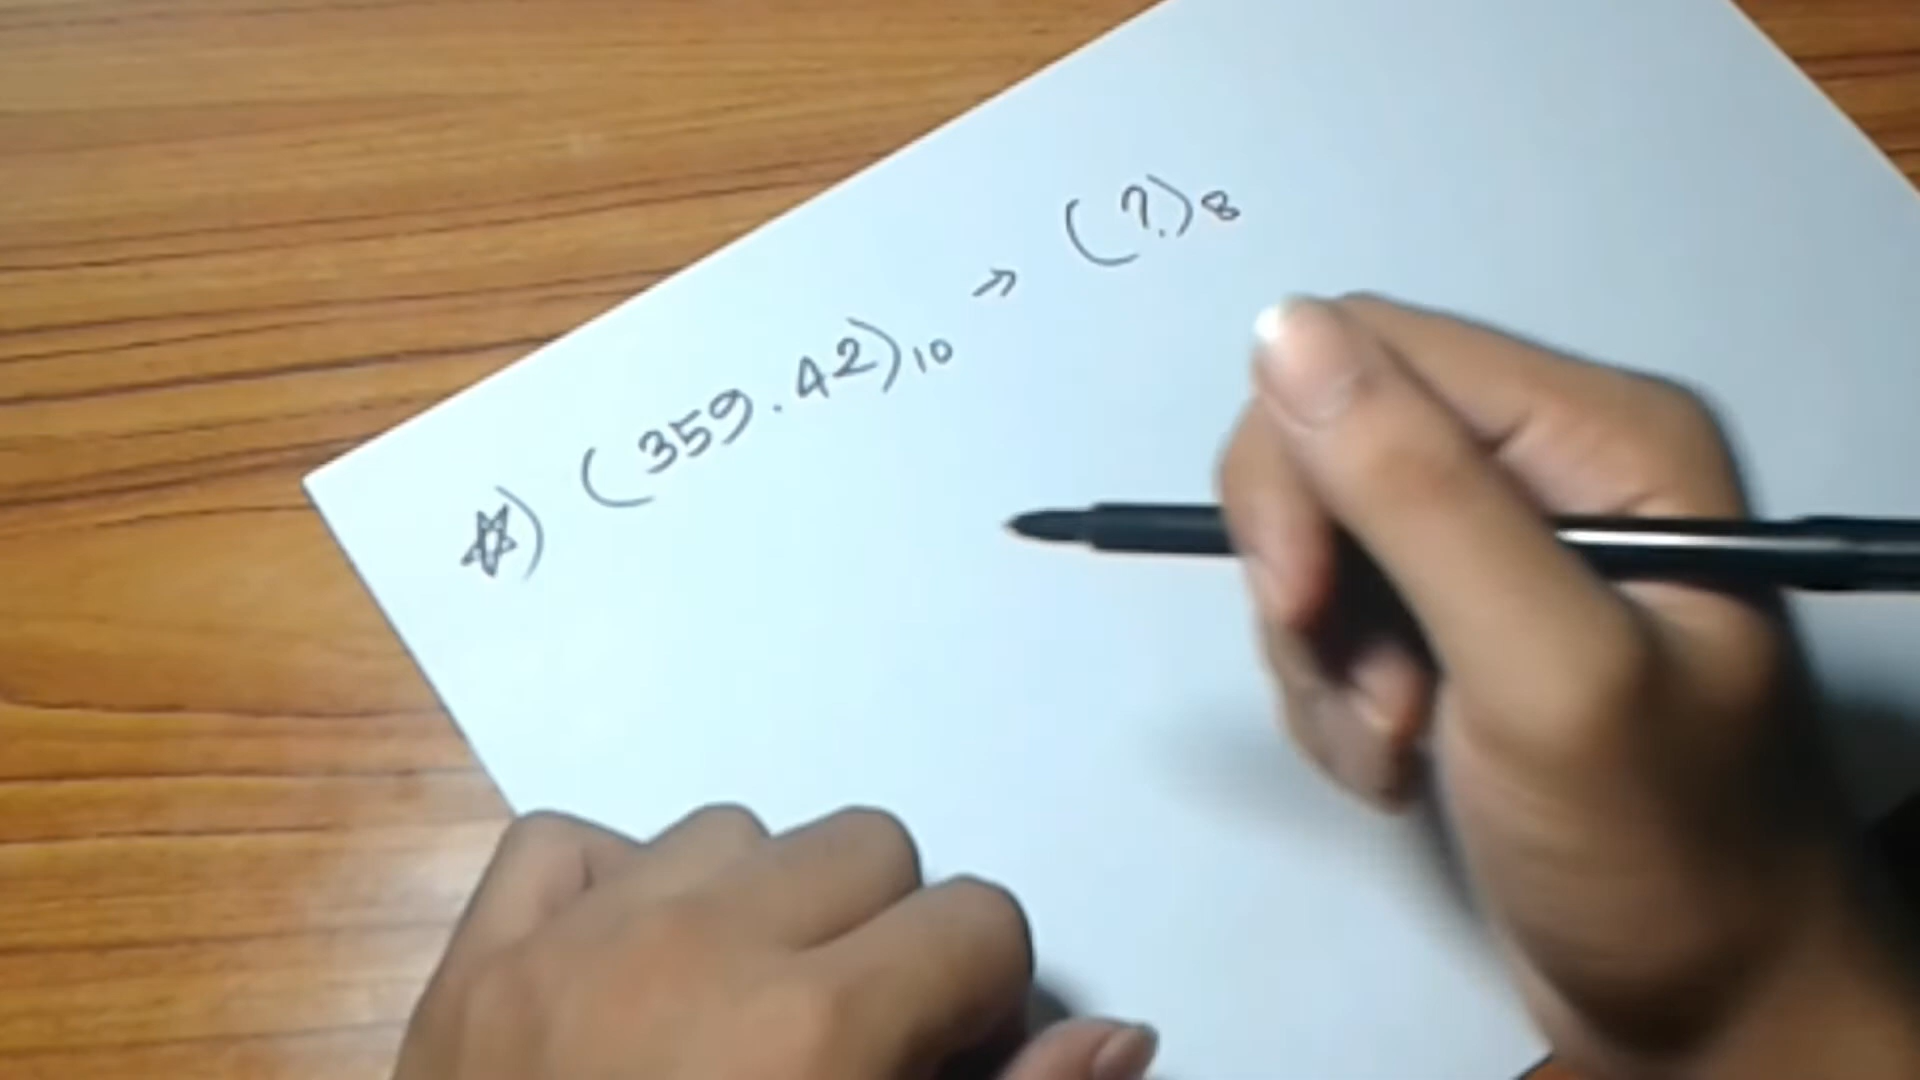 ☆) (359.42)₁₀ → (?)₈